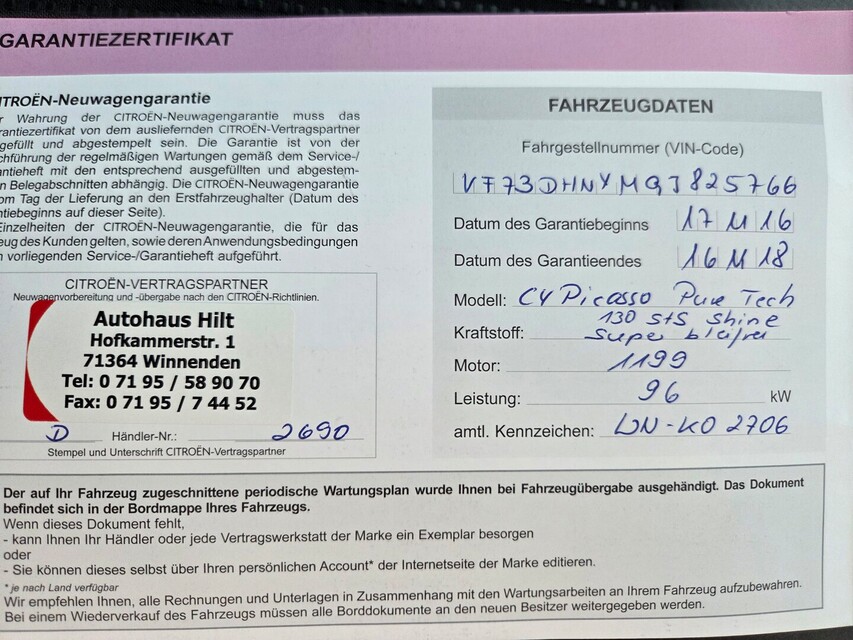 GARANTIEZERTIFIKAT
ITROËN-Neuwagengarantie
r Wahrung der CITROËN-Neuwagengarantie muss das
rantiezertifikat von dem ausliefernden CITROËN-Vertragspartner
gefüllt und abgestempelt sein. Die Garantie ist von der
chführung der regelmäßigen Wartungen gemäß dem Service-/
antieheft mit den entsprechend ausgefüllten und abgestem-
n Belegabschnitten abhängig. Die CITROËN-Neuwagengarantie
om Tag der Lieferung an den Erstfahrzeughalter (Datum des
ntiebeginns auf dieser Seite).
Einzelheiten der CITROËN-Neuwagengarantie, die für das
eug des Kunden gelten, sowie deren Anwendungsbedingungen
n vorliegenden Service-/Garantieheft aufgeführt.
CITROËN-VERTRAGSPARTNER
Neuwagenvorbereitung und -übergabe nach den CITROËN-Richtlinien.
Autohaus Hilt
Hofkammerstr. 1
71364 Winnenden
Tel: 0 71 95 / 58 90 70
Fax: 0 71 95 / 7 44 52
D Händler-Nr.: 2690
Stempel und Unterschrift CITROËN-Vertragspartner
FAHRZEUGDATEN
Fahrgestellnummer (VIN-Code)
VF73DHNYMGJ825766
Datum des Garantiebeginns 17 11 16
Datum des Garantieendes 16 11 18
Modell: C4 Picasso Pure Tech
130 S+S Shine
Kraftstoff: Super bleifrei
Motor: 1199
Leistung: 96 kW
amtl. Kennzeichen: WN-KO 2706
Der auf Ihr Fahrzeug zugeschnittene periodische Wartungsplan wurde Ihnen bei Fahrzeugübergabe ausgehändigt. Das Dokument
befindet sich in der Bordmappe Ihres Fahrzeugs.
Wenn dieses Dokument fehlt,
- kann Ihnen Ihr Händler oder jede Vertragswerkstatt der Marke ein Exemplar besorgen
oder
- Sie können dieses selbst über Ihren persönlichen Account* der Internetseite der Marke editieren.
* je nach Land verfügbar
Wir empfehlen Ihnen, alle Rechnungen und Unterlagen in Zusammenhang mit den Wartungsarbeiten an Ihrem Fahrzeug aufzubewahren.
Bei einem Wiederverkauf des Fahrzeugs müssen alle Borddokumente an den neuen Besitzer weitergegeben werden.